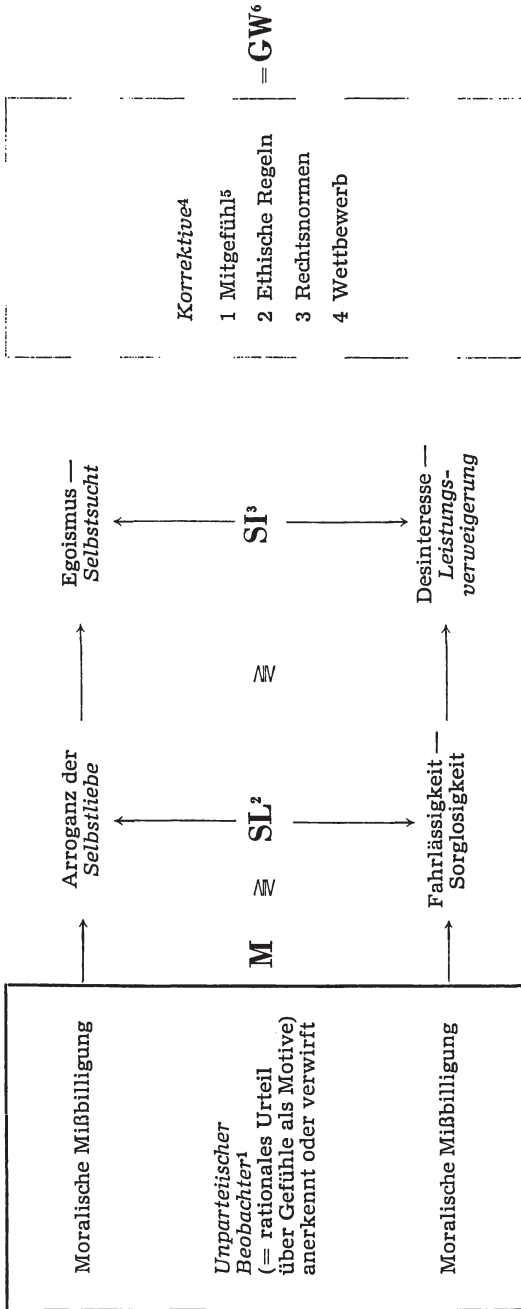 Moralische Mißbilligung
Arroganz der
Selbstliebe
Egoismus —
Selbstsucht
Unparteiischer
Beobachter¹
(= rationales Urteil
über Gefühle als Motive)
anerkennt oder verwirft
M ≷ SL² ≷ SI³
Moralische Mißbilligung
Fahrlässigkeit —
Sorglosigkeit
Desinteresse —
Leistungs-
verweigerung
Korrektive⁴
1 Mitgefühl⁵
2 Ethische Regeln
3 Rechtsnormen
4 Wettbewerb
= GW⁶